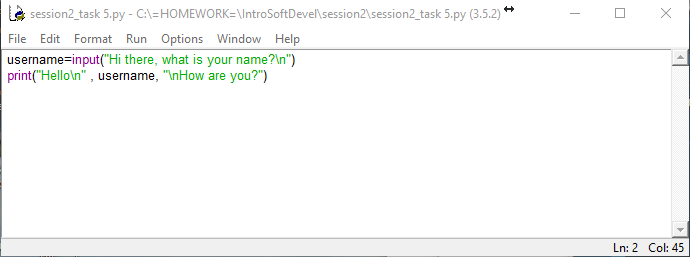 session2_task 5.py - C:\=HOMEWORK=\IntroSoftDevel\session2\session2_task 5.py (3.5.2)
File Edit Format Run Options Window Help
username=input("Hi there, what is your name?\n")
print("Hello\n" , username, "\nHow are you?")
Ln: 2 Col: 45